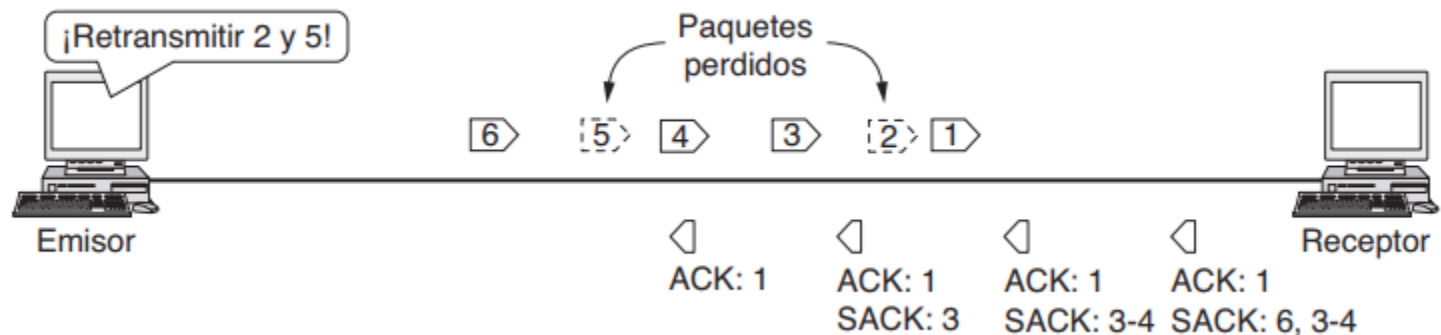 ¡Retransmitir 2 y 5!
Paquetes
perdidos
6 5 4 3 2 1
Emisor
Receptor
ACK: 1
ACK: 1
SACK: 3
ACK: 1
SACK: 3-4
ACK: 1
SACK: 6, 3-4